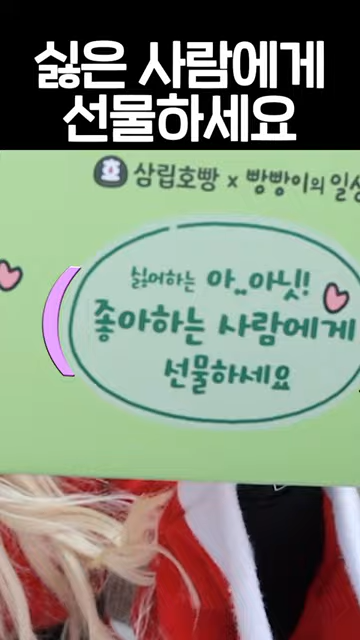 싫은 사람에게
선물하세요
호 삼립호빵 x 빵빵이의 일상
싫어하는 아..아닛!
좋아하는 사람에게
선물하세요